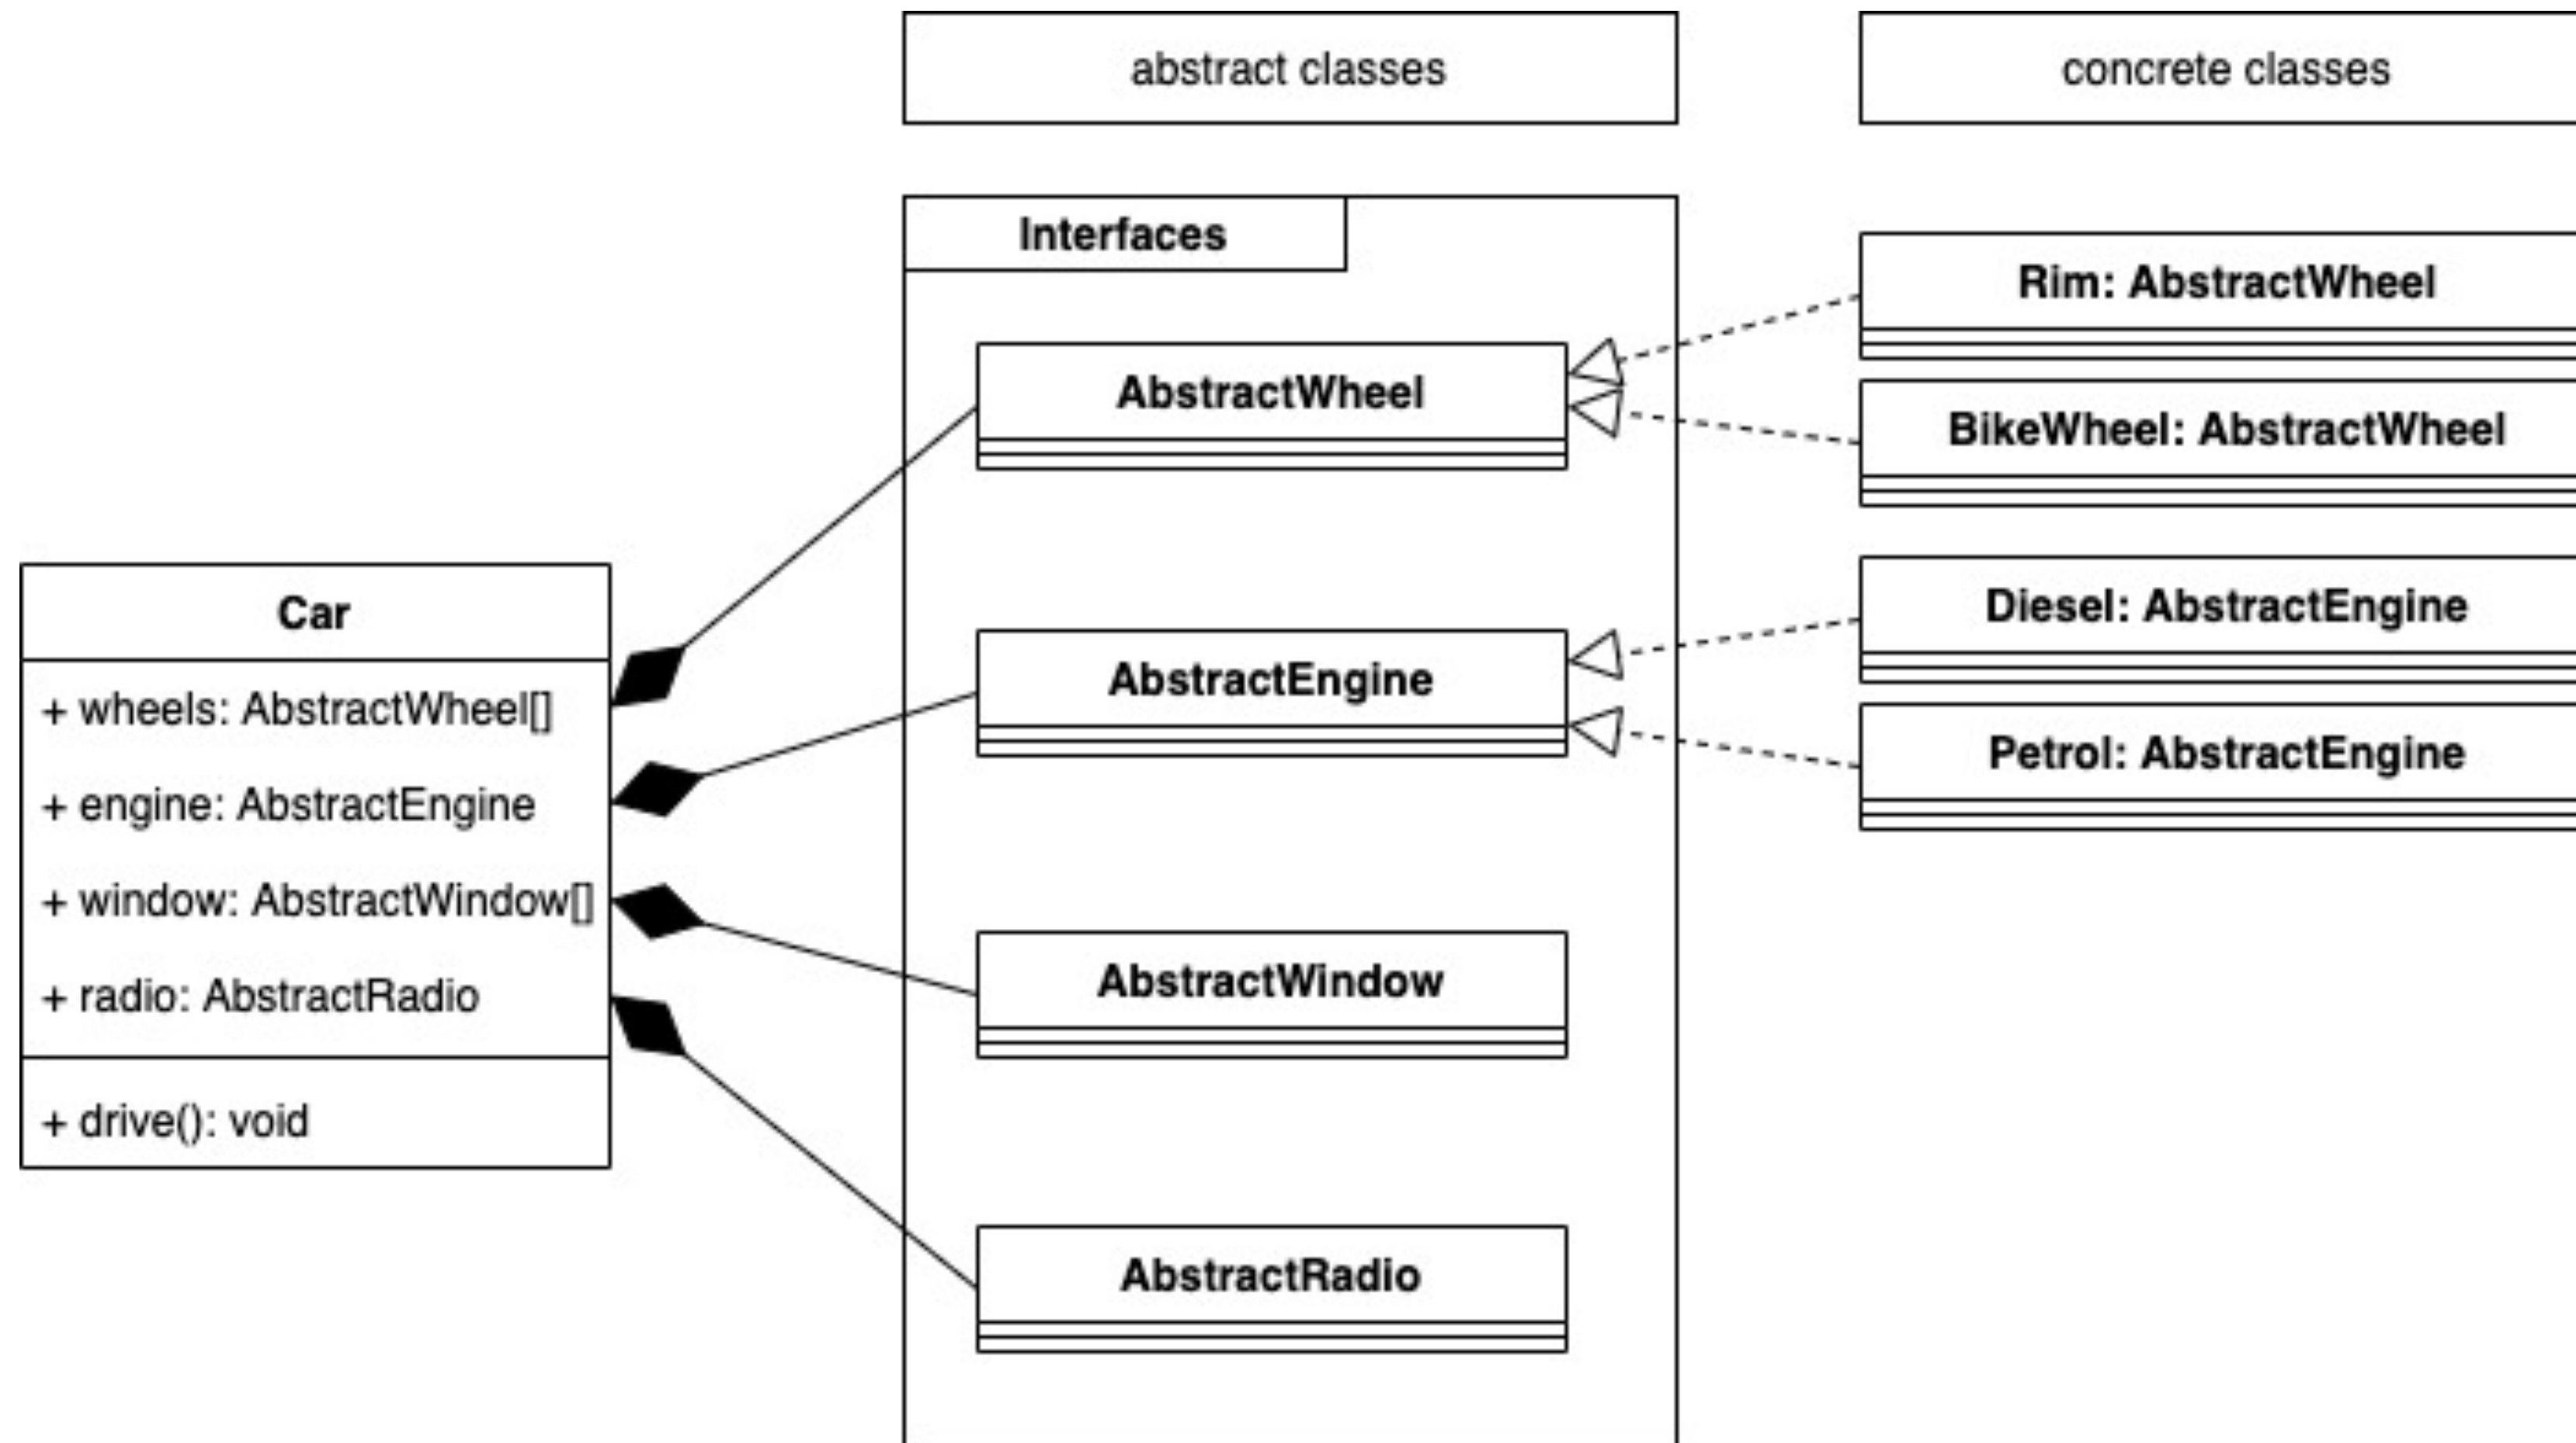 abstract classes
concrete classes
Interfaces
Rim: AbstractWheel
AbstractWheel
BikeWheel: AbstractWheel
Car
Diesel: AbstractEngine
+ wheels: AbstractWheel[]
AbstractEngine
Petrol: AbstractEngine
+ engine: AbstractEngine
+ window: AbstractWindow[]
AbstractWindow
+ radio: AbstractRadio
+ drive(): void
AbstractRadio